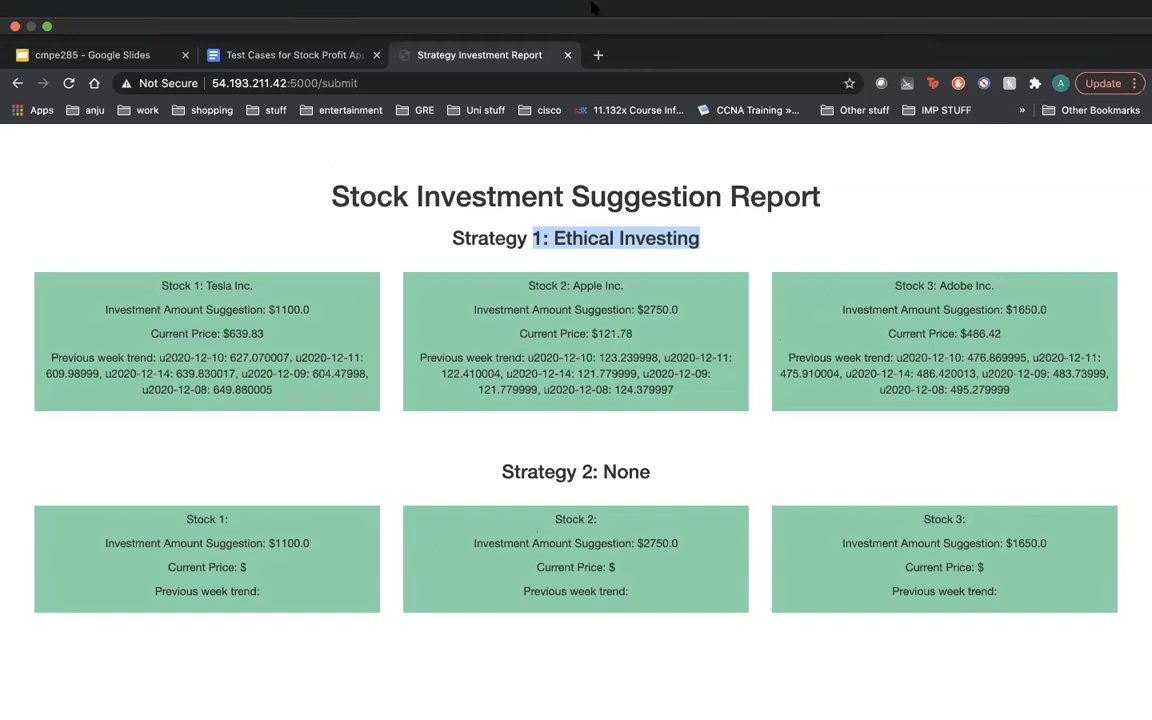 cmpe285 - Google Slides
Test Cases for Stock Profit Ap
Strategy Investment Report
Not Secure
54.193.211.42:5000/submit
Update
Apps
anju
work
shopping
stuff
entertainment
GRE
Uni stuff
cisco
11.132x Course Inf...
CCNA Training »...
Other stuff
IMP STUFF
»
Other Bookmarks
Stock Investment Suggestion Report
Strategy 1: Ethical Investing
Stock 1: Tesla Inc.
Investment Amount Suggestion: $1100.0
Current Price: $639.83
Previous week trend: u2020-12-10: 627.070007, u2020-12-11:
609.98999, u2020-12-14: 639.830017, u2020-12-09: 604.47998,
u2020-12-08: 649.880005
Stock 2: Apple Inc.
Investment Amount Suggestion: $2750.0
Current Price: $121.78
Previous week trend: u2020-12-10: 123.239998, u2020-12-11:
122.410004, u2020-12-14: 121.779999, u2020-12-09:
121.779999, u2020-12-08: 124.379997
Stock 3: Adobe Inc.
Investment Amount Suggestion: $1650.0
Current Price: $486.42
Previous week trend: u2020-12-10: 476.869995, u2020-12-11:
475.910004, u2020-12-14: 486.420013, u2020-12-09: 483.73999,
u2020-12-08: 495.279999
Strategy 2: None
Stock 1:
Investment Amount Suggestion: $1100.0
Current Price: $
Previous week trend:
Stock 2:
Investment Amount Suggestion: $2750.0
Current Price: $
Previous week trend:
Stock 3:
Investment Amount Suggestion: $1650.0
Current Price: $
Previous week trend: